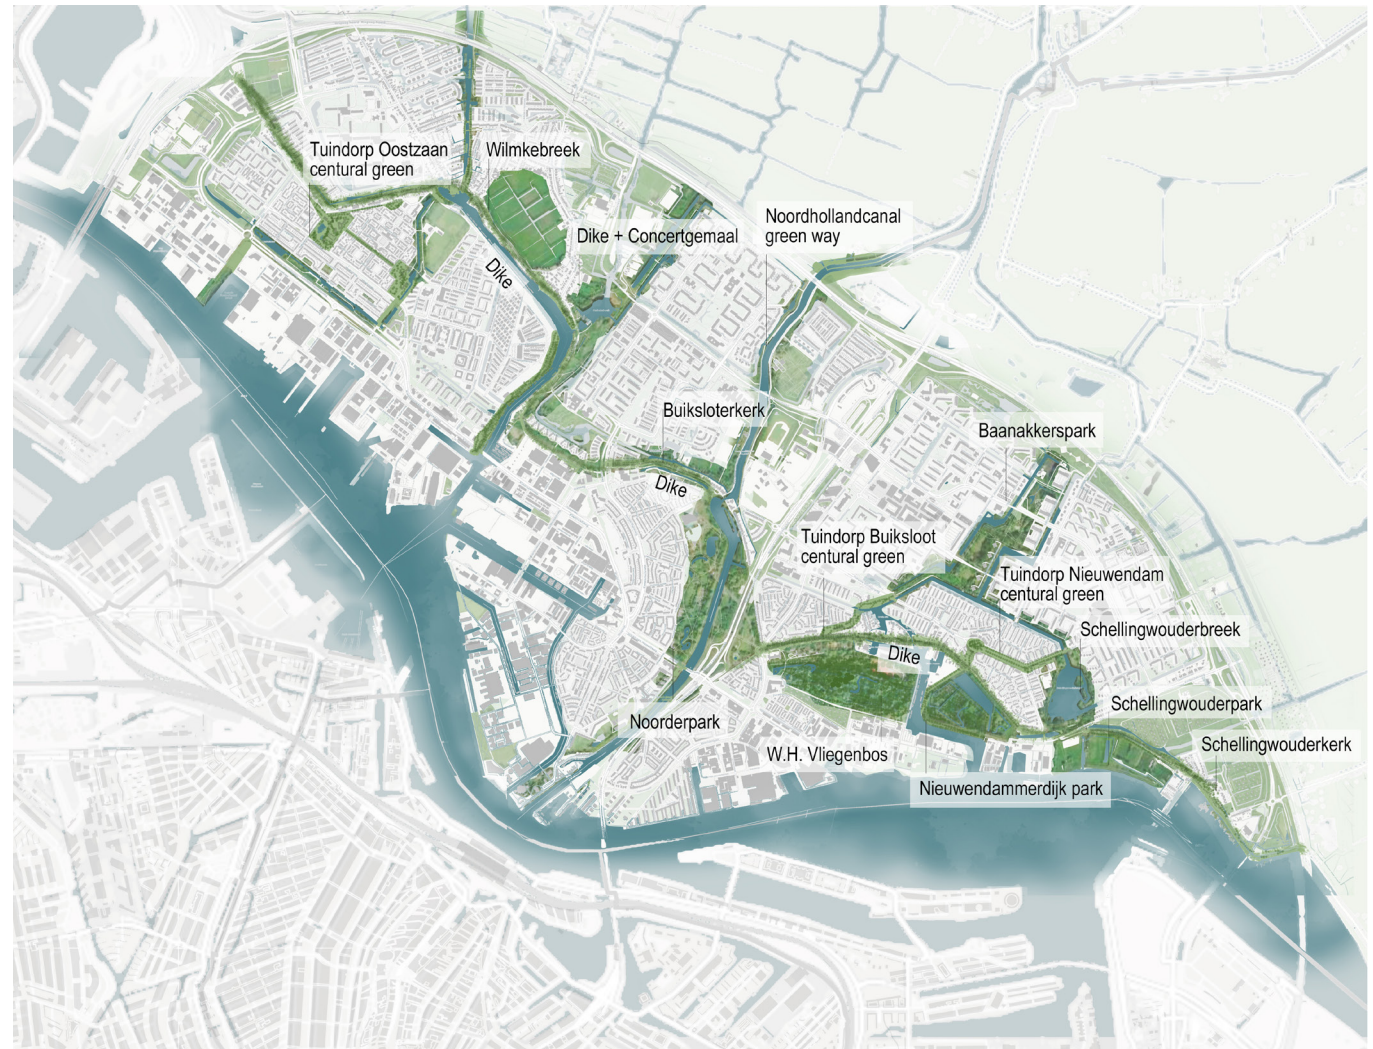 Tuindorp Oostzaan
centural green
Wilmkebreek
Dike + Concertgemaal
Noordhollandcanal
green way
Dike
Buiksloterkerk
Baanakkerspark
Dike
Tuindorp Buiksloot
centural green
Tuindorp Nieuwendam
centural green
Schellingwouderbreek
Dike
Schellingwouderpark
Noorderpark
Schellingwouderkerk
W.H. Vliegenbos
Nieuwendammerdijk park